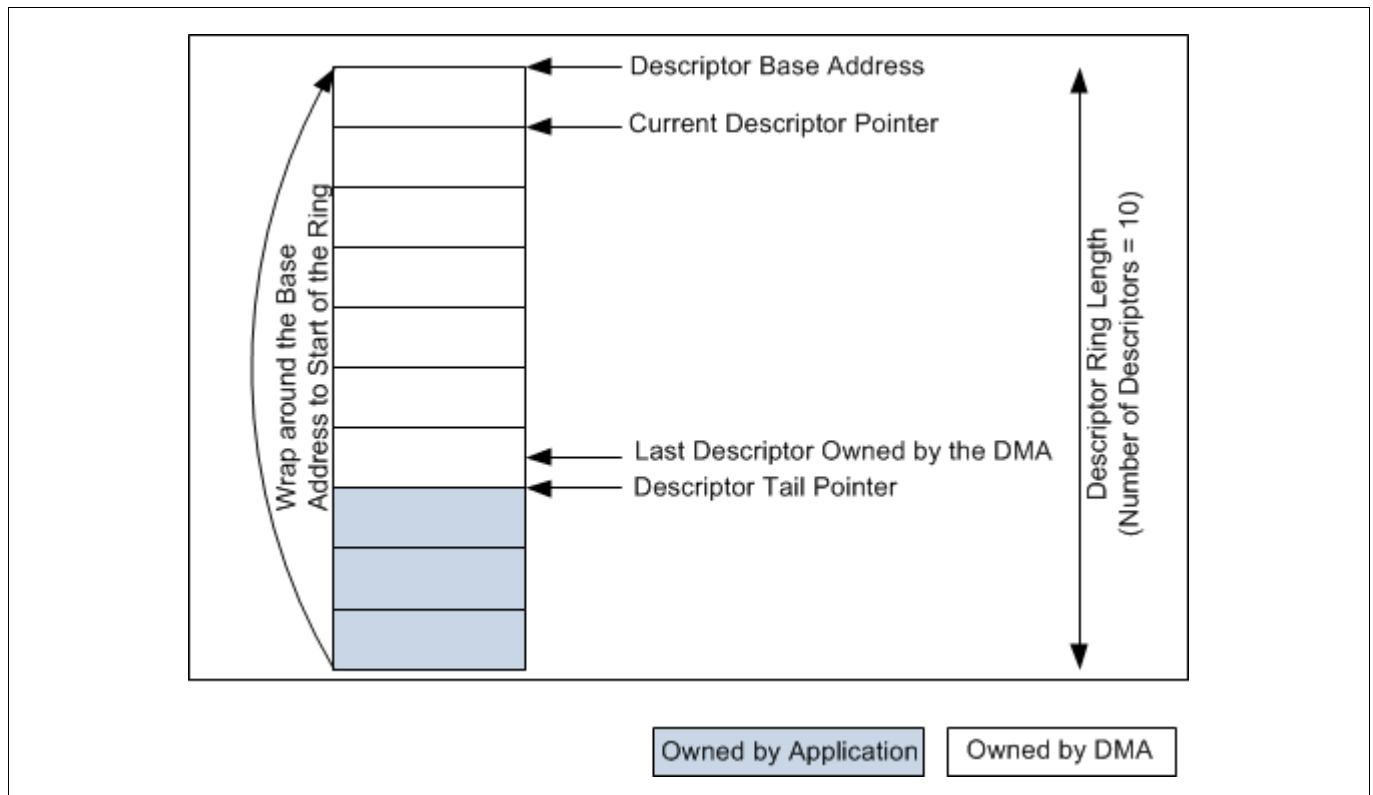 Descriptor Base Address
Current Descriptor Pointer
Wrap around the Base
Address to Start of the Ring
Last Descriptor Owned by the DMA
Descriptor Tail Pointer
Descriptor Ring Length
(Number of Descriptors = 10)
Owned by Application
Owned by DMA